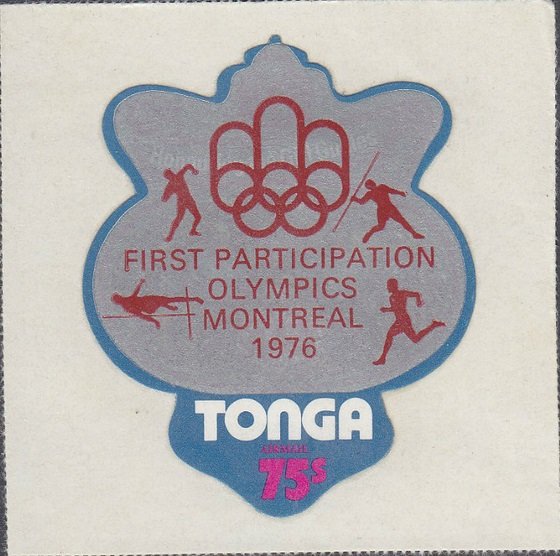 FIRST PARTICIPATION
OLYMPICS
MONTREAL
1976
TONGA
AIRMAIL
75s